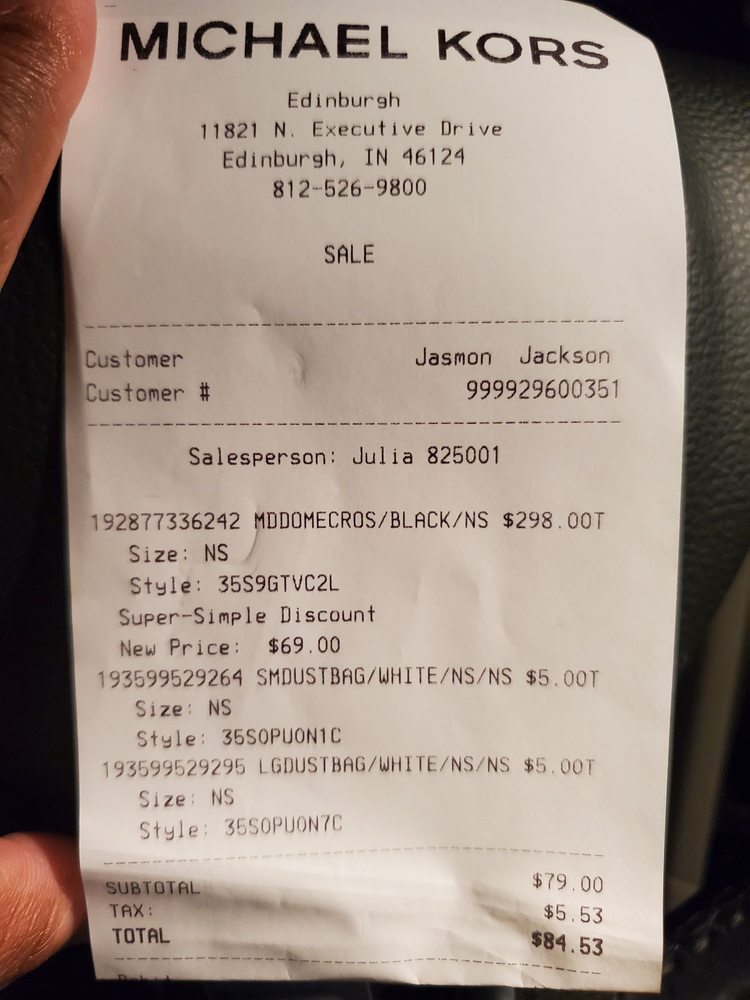 MICHAEL KORS
Edinburgh
11821 N. Executive Drive
Edinburgh, IN 46124
812-526-9800
SALE
Customer Jasmon Jackson
Customer # 999929600351
Salesperson: Julia 825001
192877336242 MDDOMECROS/BLACK/NS $298.00T
Size: NS
Style: 35S9GTVC2L
Super-Simple Discount
New Price: $69.00
193599529264 SMDUSTBAG/WHITE/NS/NS $5.00T
Size: NS
Style: 35S0PU0N1C
193599529295 LGDUSTBAG/WHITE/NS/NS $5.00T
Size: NS
Style: 35S0PU0N7C
SUBTOTAL $79.00
TAX: $5.53
TOTAL $84.53